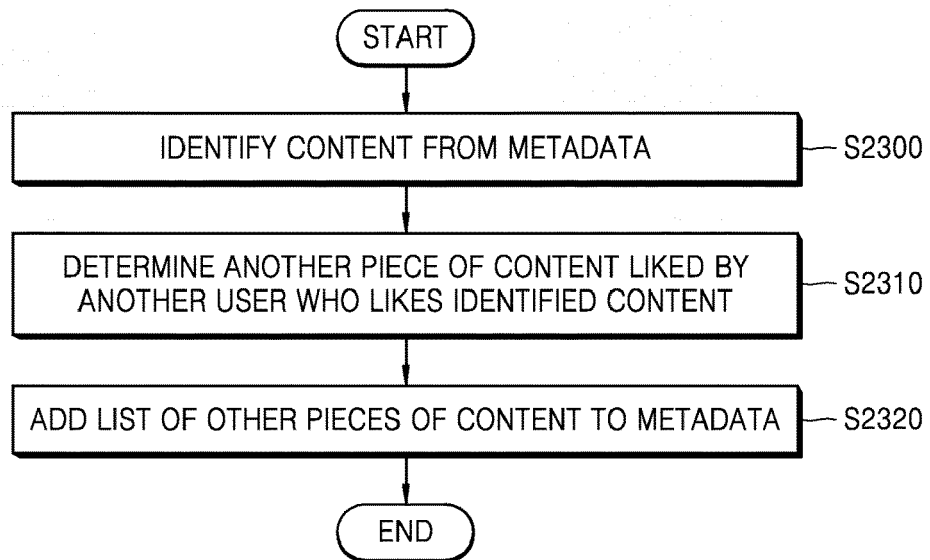 START
IDENTIFY CONTENT FROM METADATA
S2300
DETERMINE ANOTHER PIECE OF CONTENT LIKED BY
ANOTHER USER WHO LIKES IDENTIFIED CONTENT
S2310
ADD LIST OF OTHER PIECES OF CONTENT TO METADATA
S2320
END